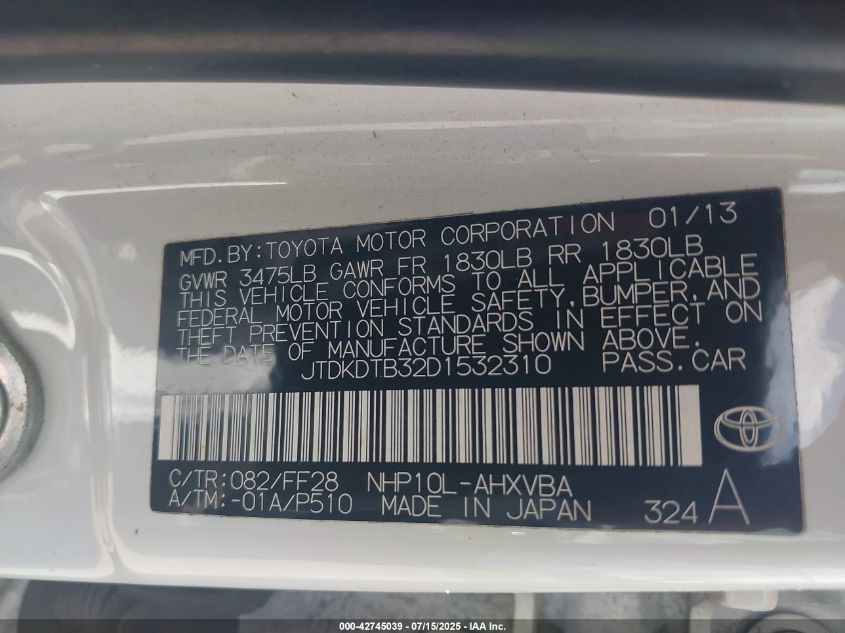 MFD. BY: TOYOTA MOTOR CORPORATION 01/13
GVWR 3475LB GAWR FR 1830LB RR 1830LB
THIS VEHICLE CONFORMS TO ALL APPLICABLE
FEDERAL MOTOR VEHICLE SAFETY, BUMPER, AND
THEFT PREVENTION STANDARDS IN EFFECT ON
THE DATE OF MANUFACTURE SHOWN ABOVE.
JTDKDTB32D1532310 PASS. CAR
C/TR: 082/FF28 NHP10L-AHXVBA
A/TM: -01A/P510 MADE IN JAPAN 324 A
000-42745039 - 07/15/2025 - IAA Inc.